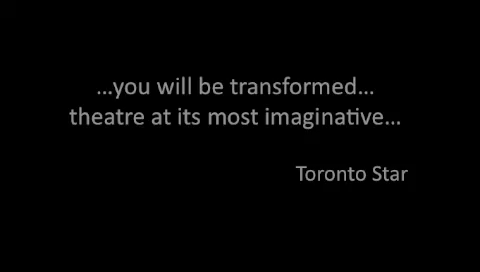 …you will be transformed…
theatre at its most imaginative…
Toronto Star